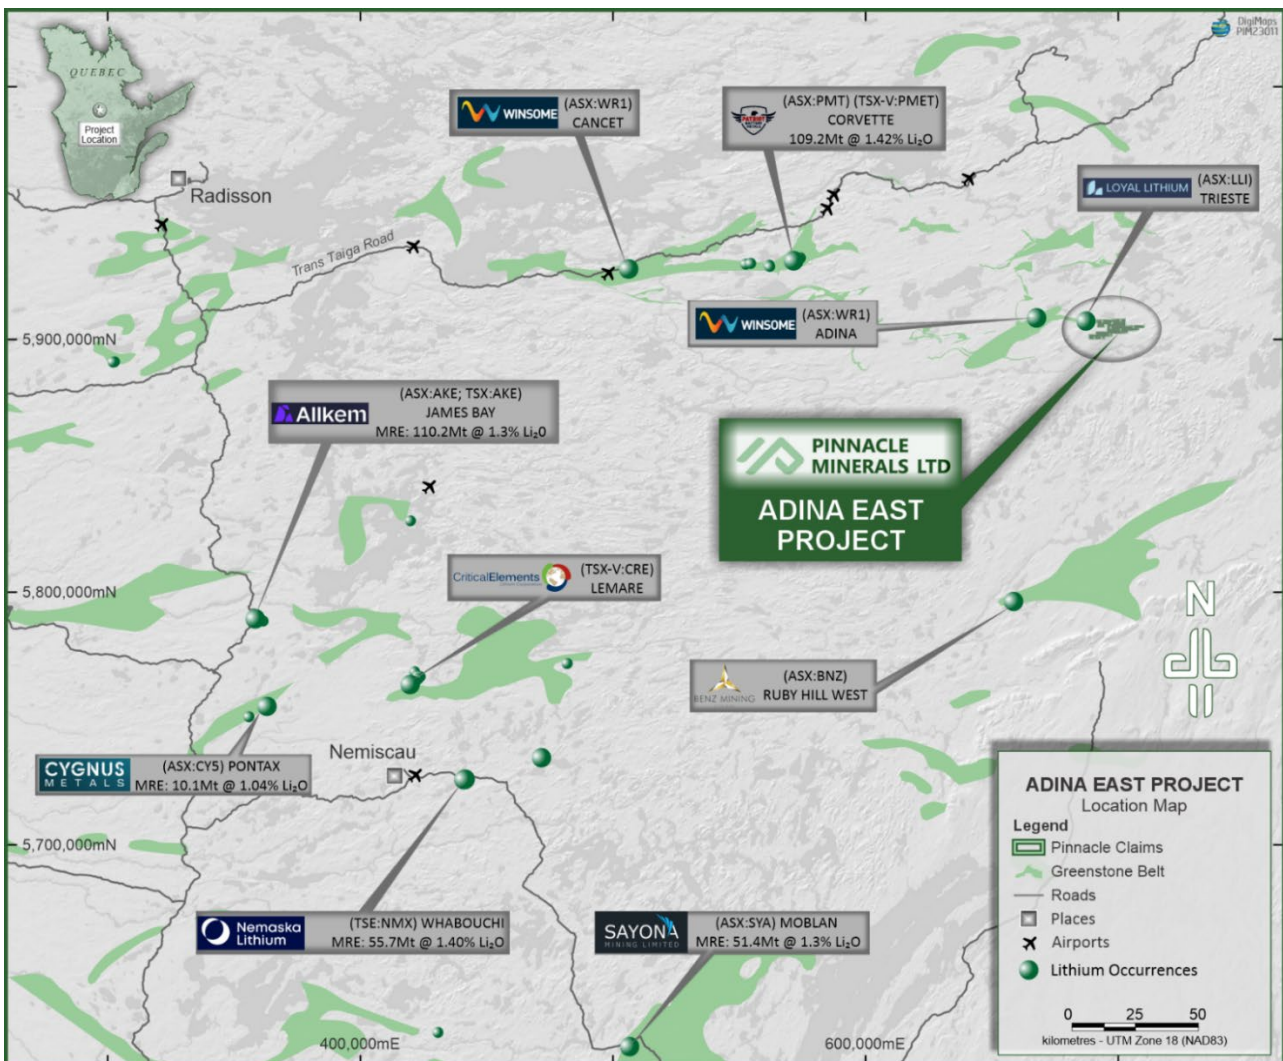 DigiMaps
PIM23011
QUEBEC
Project
Location
Radisson
Trans Taiga Road
WINSOME
(ASX:WR1)
CANCET
PATRIOT
(ASX:PMT) (TSX-V:PMET)
CORVETTE
109.2Mt @ 1.42% Li₂O
LOYAL LITHIUM
(ASX:LLI)
TRIESTE
WINSOME
(ASX:WR1)
ADINA
5,900,000mN
Allkem
(ASX:AKE; TSX:AKE)
JAMES BAY
MRE: 110.2Mt @ 1.3% Li₂0
PINNACLE
MINERALS LTD
ADINA EAST
PROJECT
CriticalElements
(TSX-V:CRE)
LEMARE
5,800,000mN
N
BENZ MINING
(ASX:BNZ)
RUBY HILL WEST
CYGNUS
METALS
(ASX:CY5) PONTAX
MRE: 10.1Mt @ 1.04% Li₂O
Nemiscau
5,700,000mN
Nemaska
Lithium
(TSE:NMX) WHABOUCHI
MRE: 55.7Mt @ 1.40% Li₂O
SAYONA
MINING LIMITED
(ASX:SYA) MOBLAN
MRE: 51.4Mt @ 1.3% Li₂O
400,000mE
600,000mE
ADINA EAST PROJECT
Location Map
Legend
Pinnacle Claims
Greenstone Belt
Roads
Places
Airports
Lithium Occurrences
0 25 50
kilometres - UTM Zone 18 (NAD83)